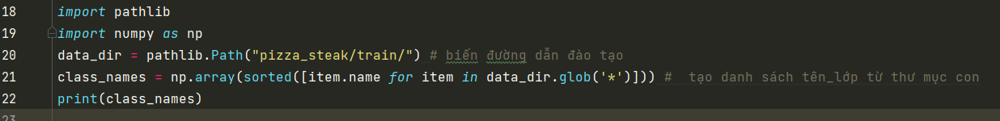 18 import pathlib
19 import numpy as np
20 data_dir = pathlib.Path("pizza_steak/train/") # biến đường dẫn đào tạo
21 class_names = np.array(sorted([item.name for item in data_dir.glob('*')])) #  tạo danh sách tên_lớp từ thư mục con
22 print(class_names)
23